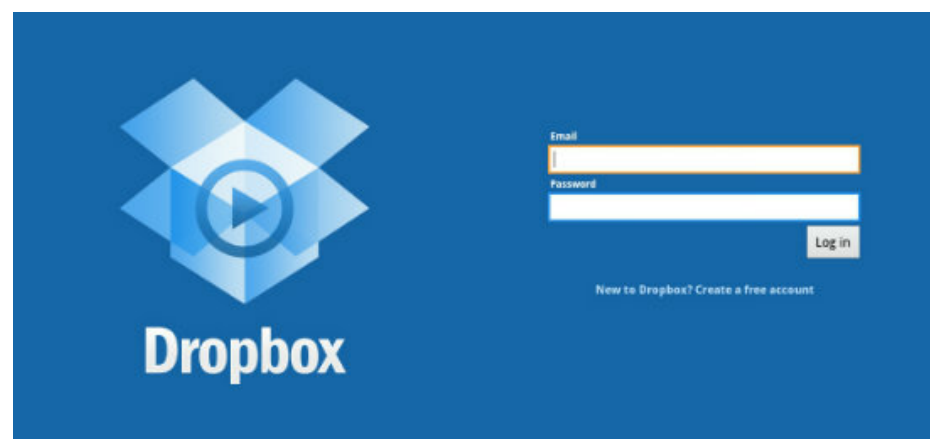 Email
Password
Log in
New to Dropbox? Create a free account
Dropbox